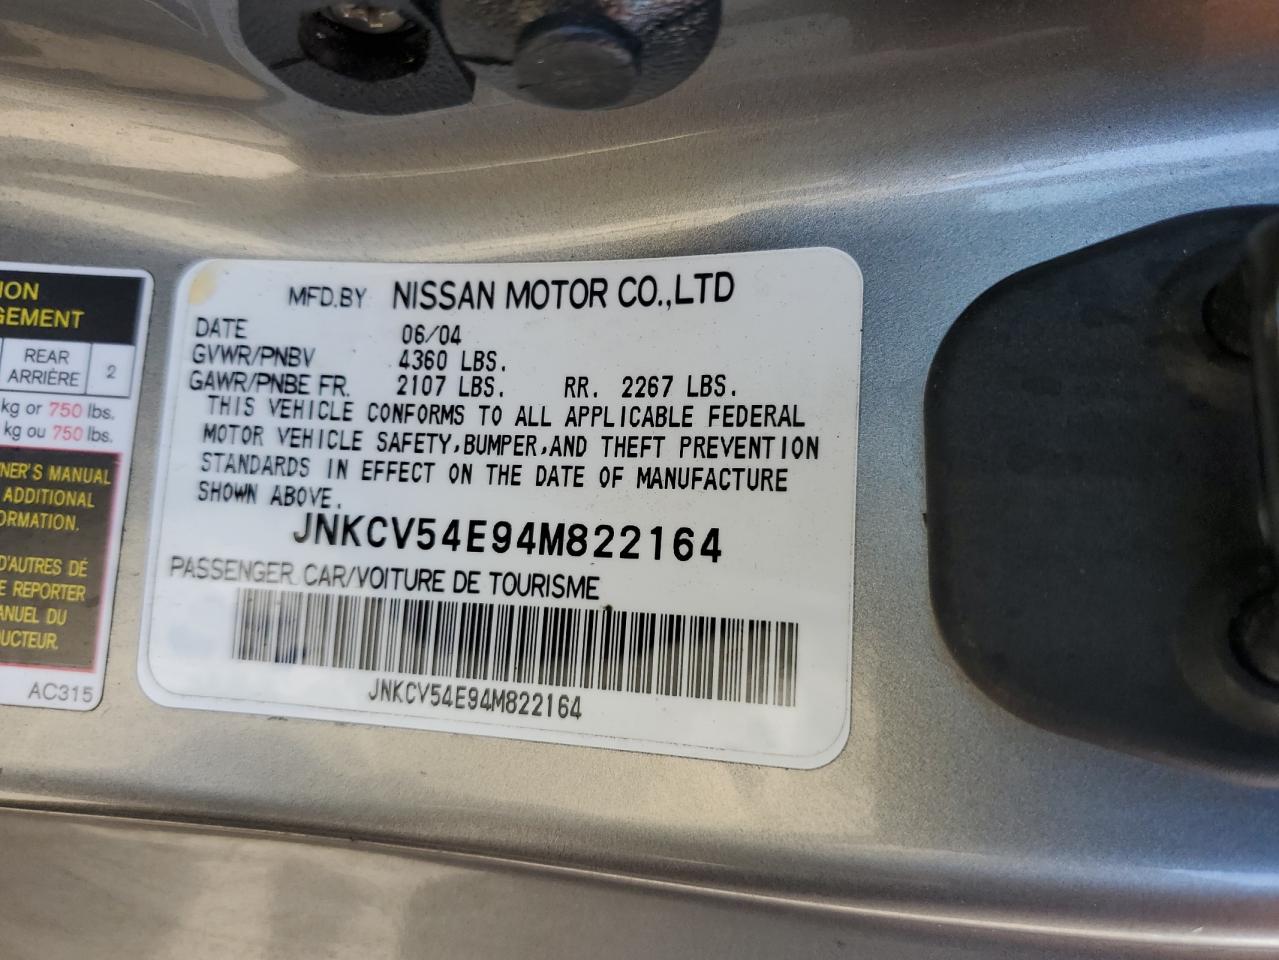 ION
GEMENT
REAR
ARRIÈRE
2
kg or 750 lbs.
kg ou 750 lbs.
NER'S MANUAL
ADDITIONAL
ORMATION.
D'AUTRES DÉ
E REPORTER
ANUEL DU
UCTEUR.
AC315
MFD.BY NISSAN MOTOR CO.,LTD
DATE 06/04
GVWR/PNBV 4360 LBS.
GAWR/PNBE FR. 2107 LBS. RR. 2267 LBS.
THIS VEHICLE CONFORMS TO ALL APPLICABLE FEDERAL
MOTOR VEHICLE SAFETY,BUMPER,AND THEFT PREVENTION
STANDARDS IN EFFECT ON THE DATE OF MANUFACTURE
SHOWN ABOVE.
JNKCV54E94M822164
PASSENGER CAR/VOITURE DE TOURISME
JNKCV54E94M822164